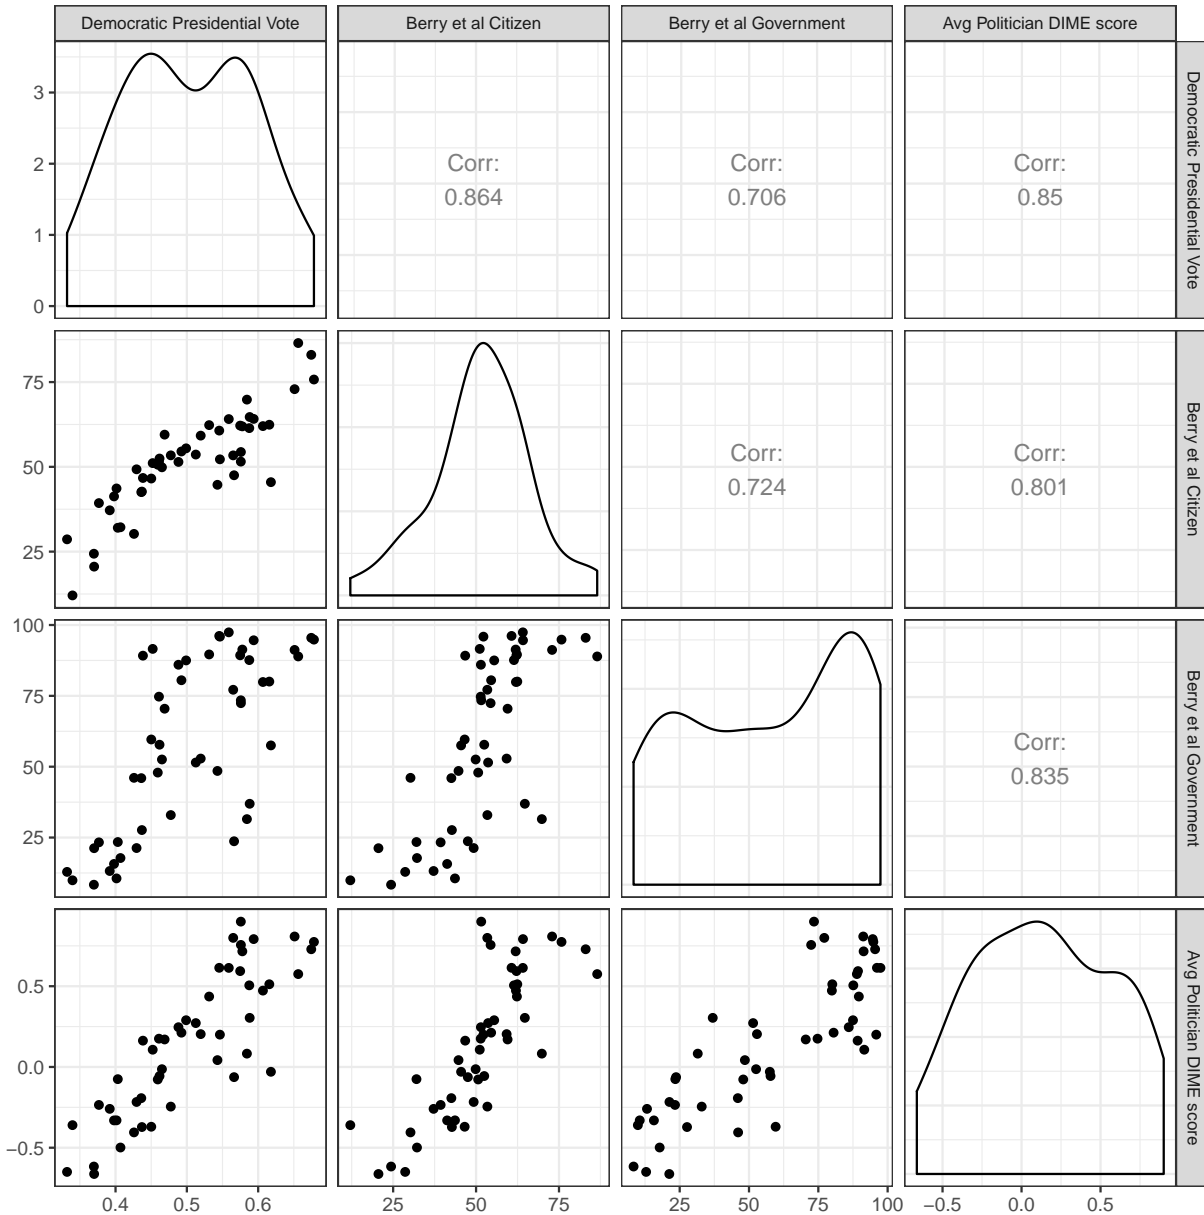 Democratic Presidential Vote
Berry et al Citizen
Berry et al Government
Avg Politician DIME score
3
2
1
0
Corr:
0.864
Corr:
0.706
Corr:
0.85
Democratic Presidential Vote
75
50
25
Corr:
0.724
Corr:
0.801
Berry et al Citizen
100
75
50
25
Corr:
0.835
Berry et al Government
0.5
0.0
−0.5
Avg Politician DIME score
0.4 0.5 0.6
25 50 75
25 50 75 100
−0.5 0.0 0.5